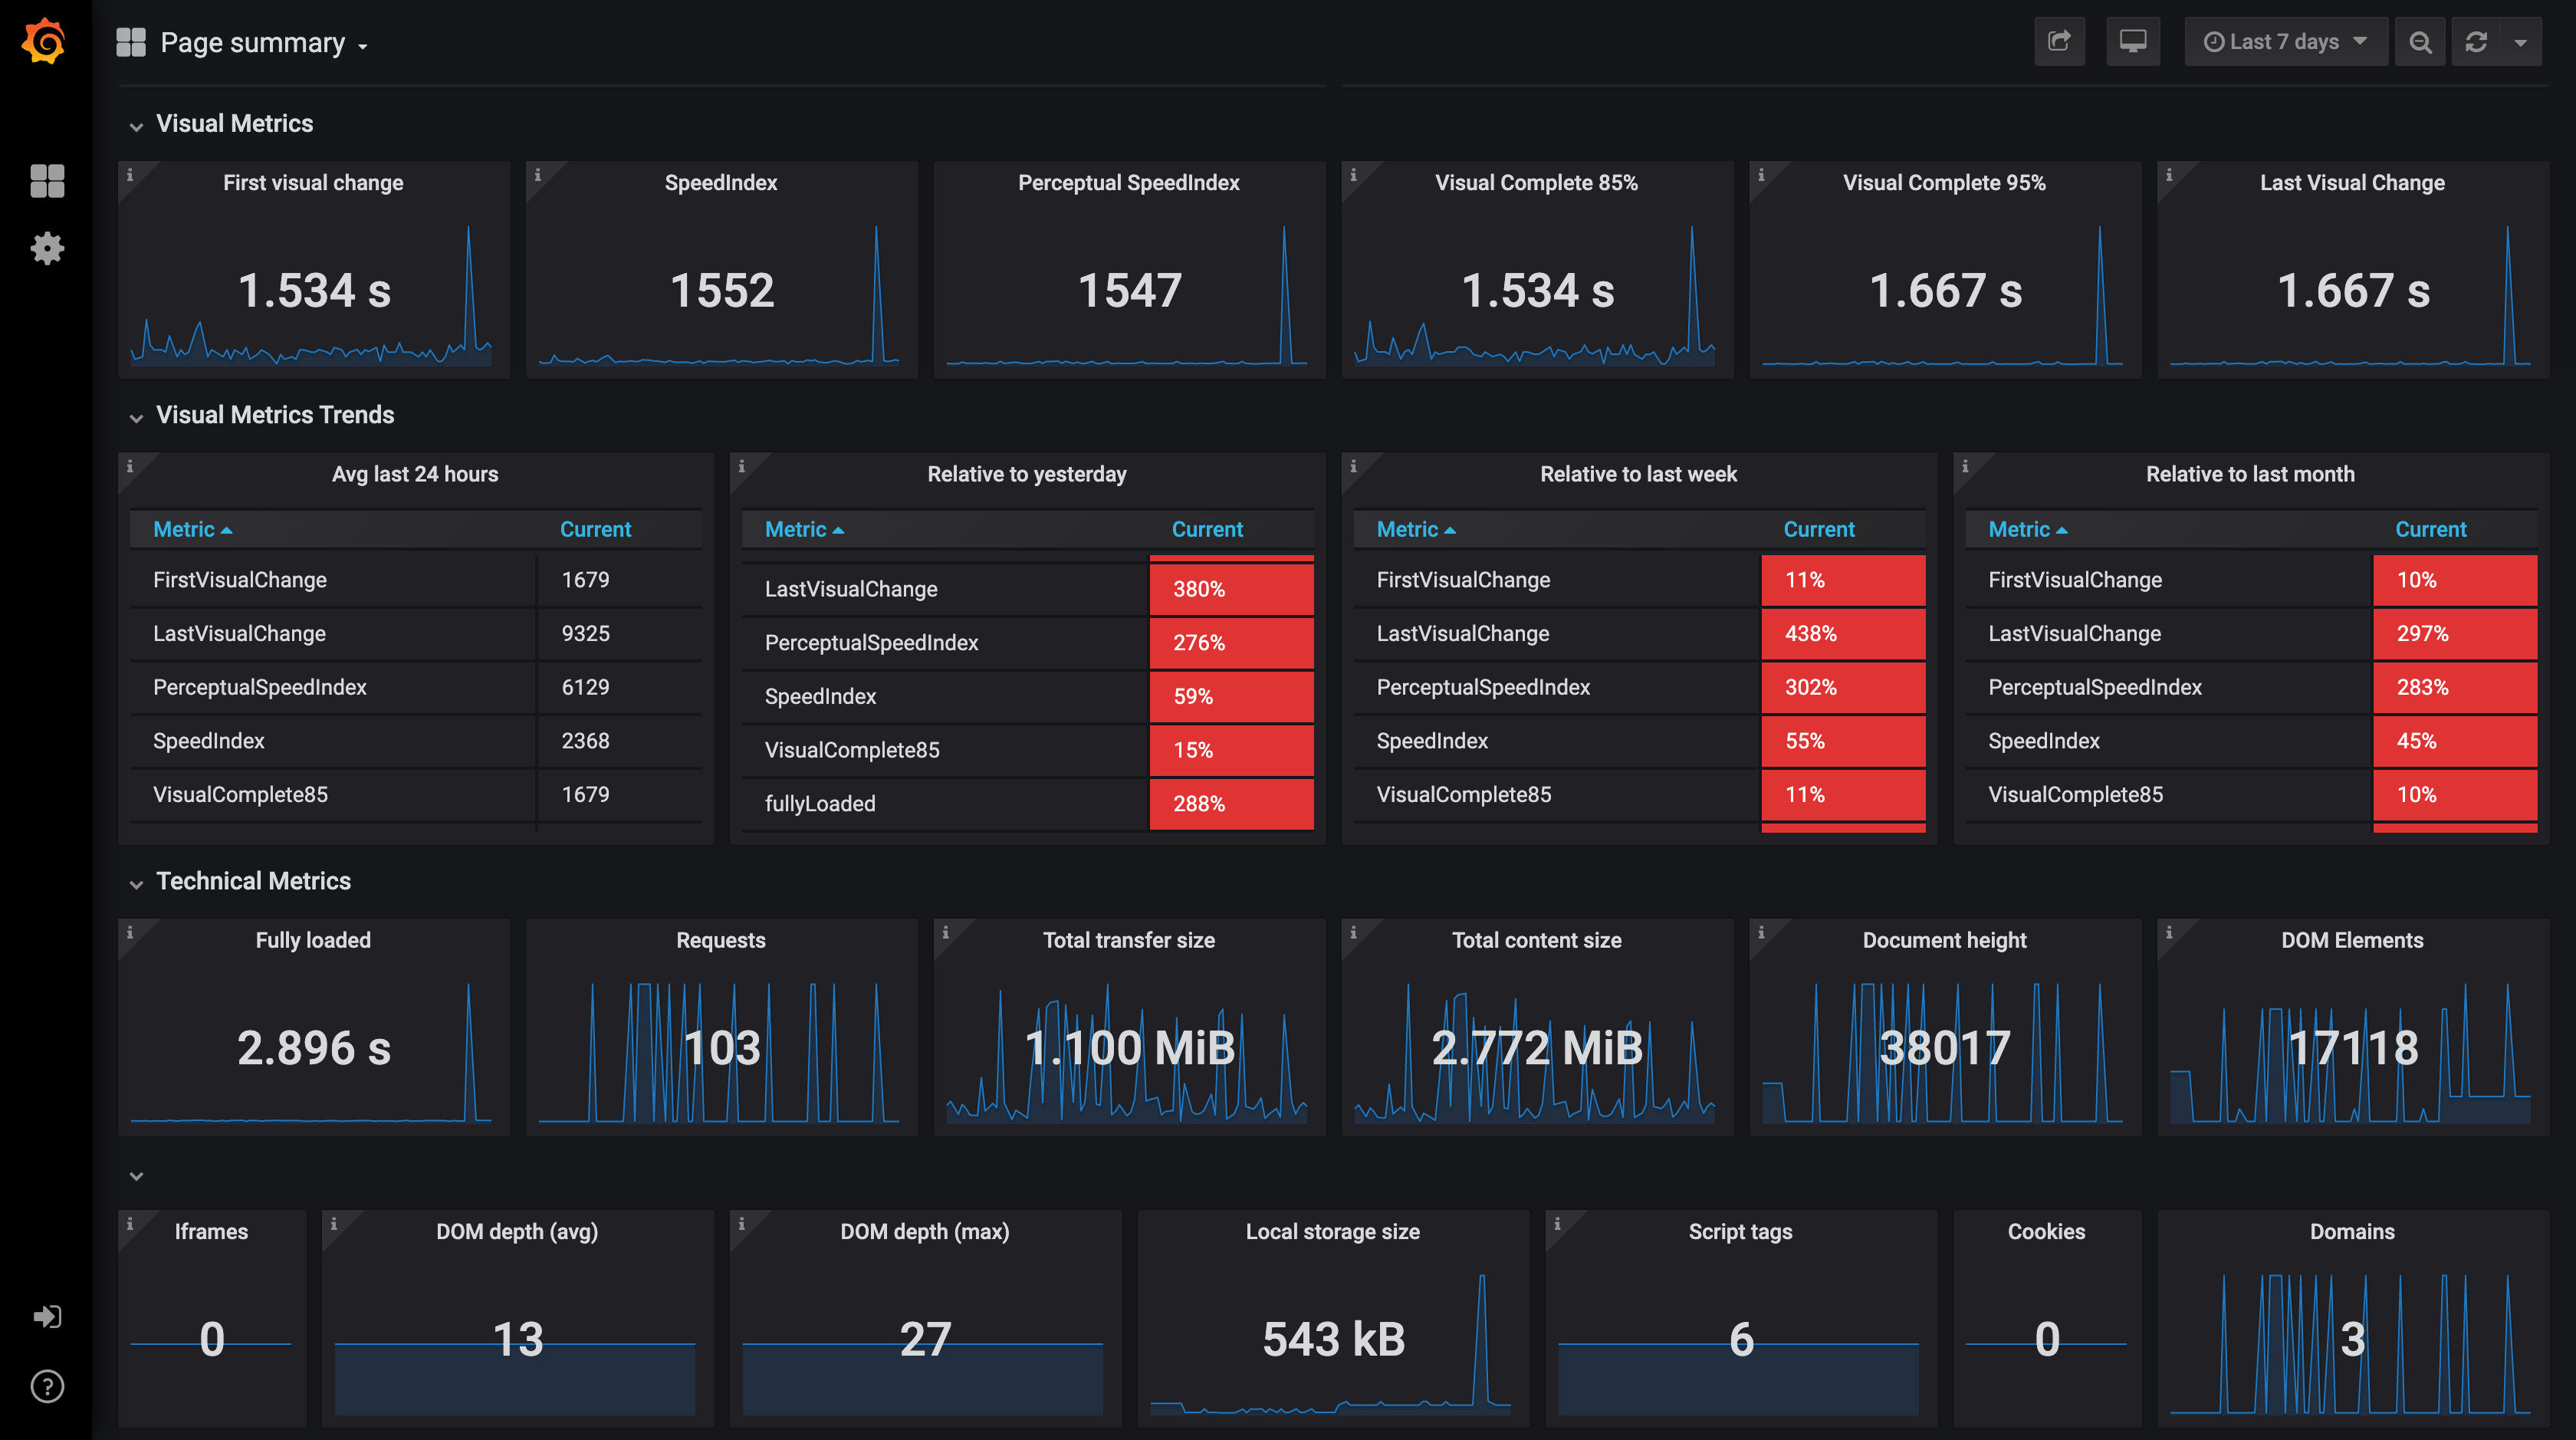 Page summary
Last 7 days
Visual Metrics
First visual change
1.534 s
SpeedIndex
1552
Perceptual SpeedIndex
1547
Visual Complete 85%
1.534 s
Visual Complete 95%
1.667 s
Last Visual Change
1.667 s
Visual Metrics Trends
Avg last 24 hours
Metric Current
FirstVisualChange 1679
LastVisualChange 9325
PerceptualSpeedIndex 6129
SpeedIndex 2368
VisualComplete85 1679
Relative to yesterday
Metric Current
LastVisualChange 380%
PerceptualSpeedIndex 276%
SpeedIndex 59%
VisualComplete85 15%
fullyLoaded 288%
Relative to last week
Metric Current
FirstVisualChange 11%
LastVisualChange 438%
PerceptualSpeedIndex 302%
SpeedIndex 55%
VisualComplete85 11%
Relative to last month
Metric Current
FirstVisualChange 10%
LastVisualChange 297%
PerceptualSpeedIndex 283%
SpeedIndex 45%
VisualComplete85 10%
Technical Metrics
Fully loaded
2.896 s
Requests
103
Total transfer size
1.100 MiB
Total content size
2.772 MiB
Document height
38017
DOM Elements
17118
Iframes
0
DOM depth (avg)
13
DOM depth (max)
27
Local storage size
543 kB
Script tags
6
Cookies
0
Domains
3